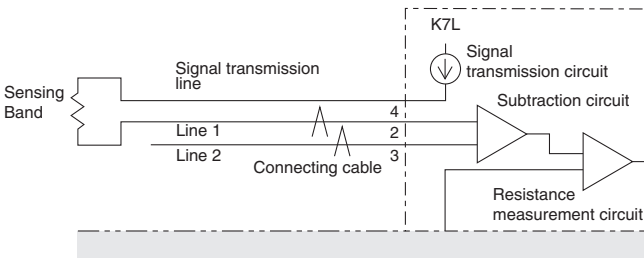 K7L
Signal
transmission circuit
Signal transmission
line
Sensing
Band
Subtraction circuit
4
Line 1
2
Line 2
3
Connecting cable
Resistance
measurement circuit